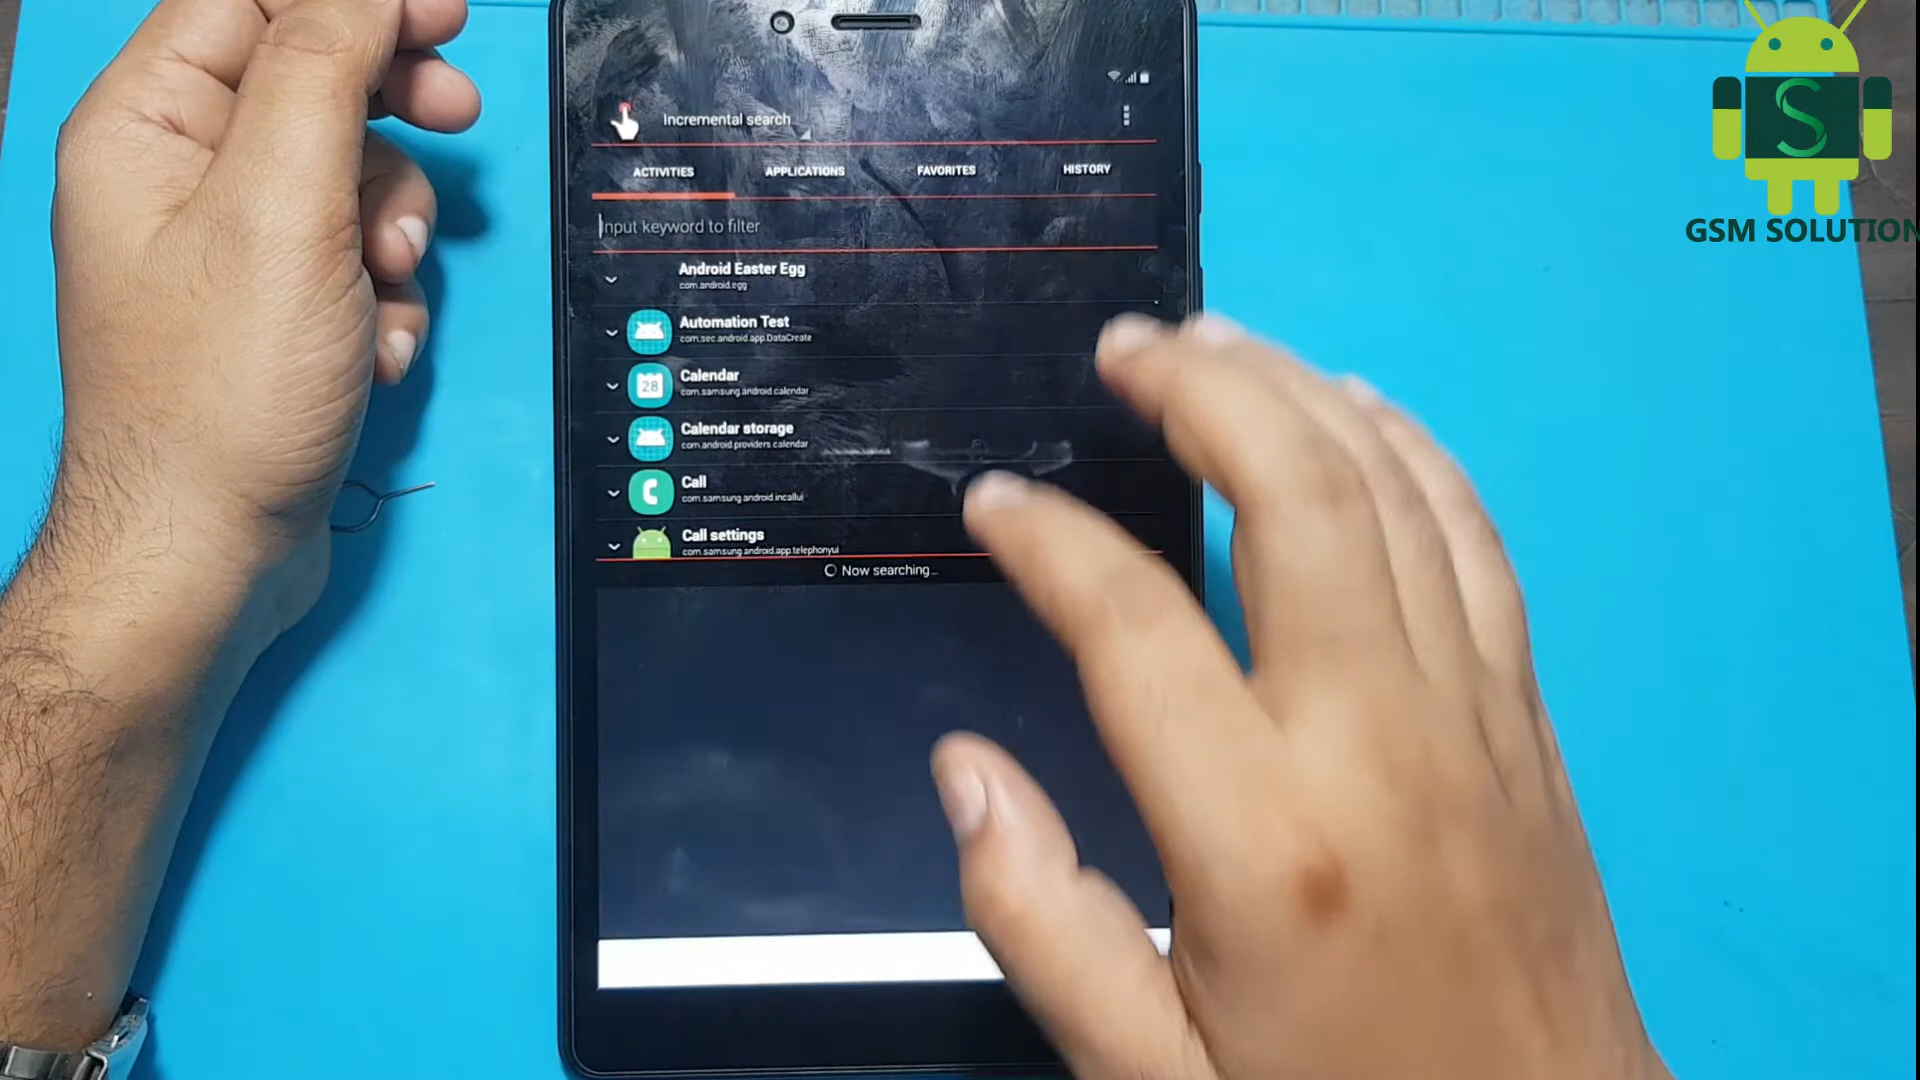 Incremental search
ACTIVITIES APPLICATIONS FAVORITES HISTORY
Input keyword to filter
Android Easter Egg
com.android.egg
Automation Test
com.sec.android.app.DataCreate
28
Calendar
com.samsung.android.calendar
Calendar storage
com.android.providers.calendar
Call
com.samsung.android.incallui
Call settings
com.samsung.android.app.telephonyui
Now searching...
S
GSM SOLUTION